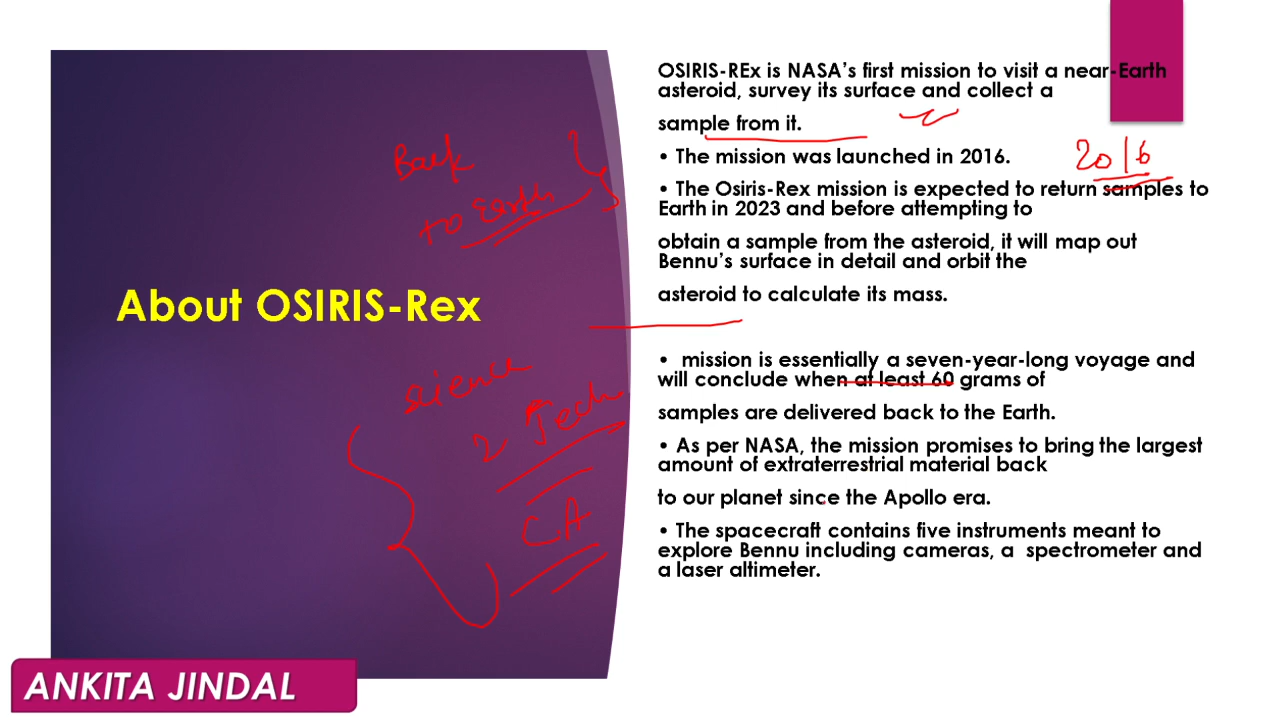 OSIRIS-REx is NASA's first mission to visit a near-Earth
asteroid, survey its surface and collect a
sample from it.
• The mission was launched in 2016.
2016
• The Osiris-Rex mission is expected to return samples to
Earth in 2023 and before attempting to
obtain a sample from the asteroid, it will map out
Bennu's surface in detail and orbit the
asteroid to calculate its mass.
• mission is essentially a seven-year-long voyage and
will conclude when at least 60 grams of
samples are delivered back to the Earth.
• As per NASA, the mission promises to bring the largest
amount of extraterrestrial material back
to our planet since the Apollo era.
• The spacecraft contains five instruments meant to
explore Bennu including cameras, a spectrometer and
a laser altimeter.
Back
to Earth
About OSIRIS-Rex
science
2 Tech
CA
ANKITA JINDAL